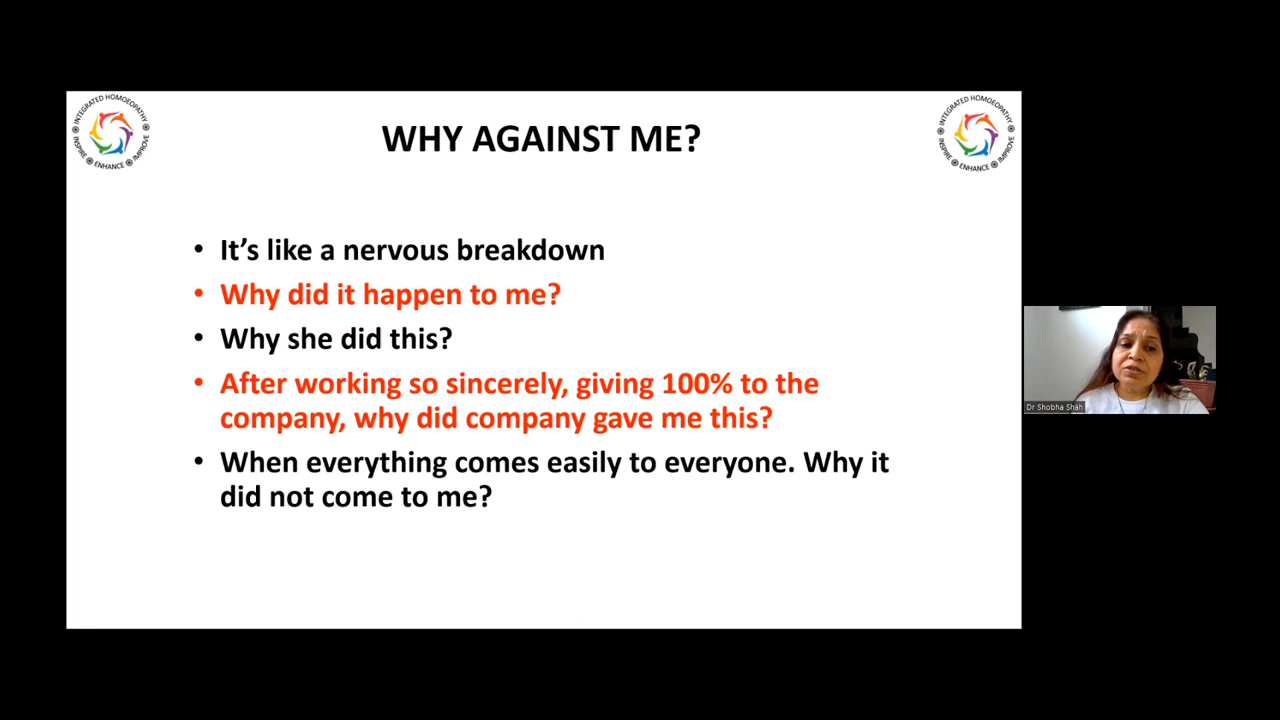 INTEGRATED HOMOEOPATHY
INSPIRE ENHANCE IMPROVE
INTEGRATED HOMOEOPATHY
INSPIRE ENHANCE IMPROVE
WHY AGAINST ME?
• It’s like a nervous breakdown
• Why did it happen to me?
• Why she did this?
• After working so sincerely, giving 100% to the
company, why did company gave me this?
• When everything comes easily to everyone. Why it
did not come to me?
Dr Shobha Shah